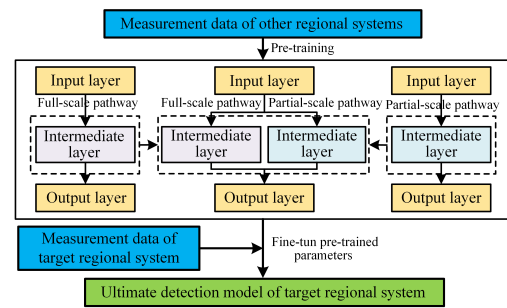 Measurement data of other regional systems
Pre-training
Input layer
Input layer
Input layer
Full-scale pathway
Full-scale pathway
Partial-scale pathway
Partial-scale pathway
Intermediate
layer
Intermediate
layer
Intermediate
layer
Intermediate
layer
Output layer
Output layer
Output layer
Measurement data of
target regional system
Fine-tun pre-trained
parameters
Ultimate detection model of target regional system